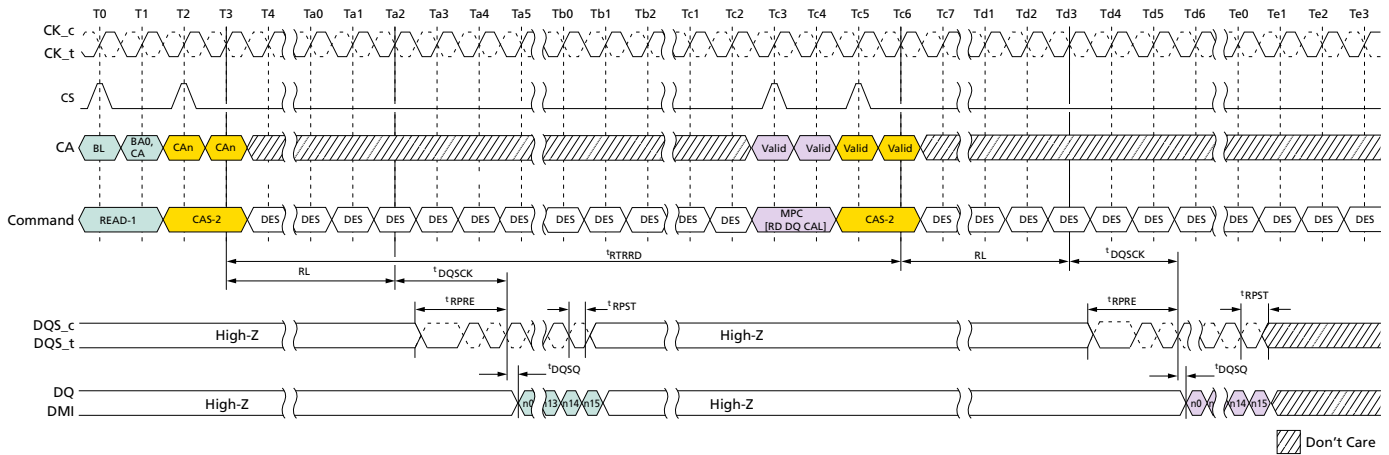 T0 T1 T2 T3 T4 Ta0 Ta1 Ta2 Ta3 Ta4 Ta5 Tb0 Tb1 Tb2 Tc0 Tc1 Tc2 Tc3 Tc4 Tc5 Tc6 Tc7 Td1 Td2 Td3 Td4 Td5 Td6 Te0 Te1 Te2 Te3
CK_c
CK_t
CS
CA BL BA0, CA CAn CAn Valid Valid Valid Valid
Command READ-1 CAS-2 DES DES DES DES DES DES DES DES DES DES DES MPC [RD DQ CAL] CAS-2 DES DES DES DES DES DES DES DES DES DES DES
tRTRRD
RL tDQSCK RL tDQSCK
tRPRE tRPST tRPRE tRPST
DQS_c
DQS_t
High-Z High-Z
tDQSQ tDQSQ
DQ
DMI
High-Z n0 n13 n14 n15 High-Z n0 n n14 n15
Don't Care